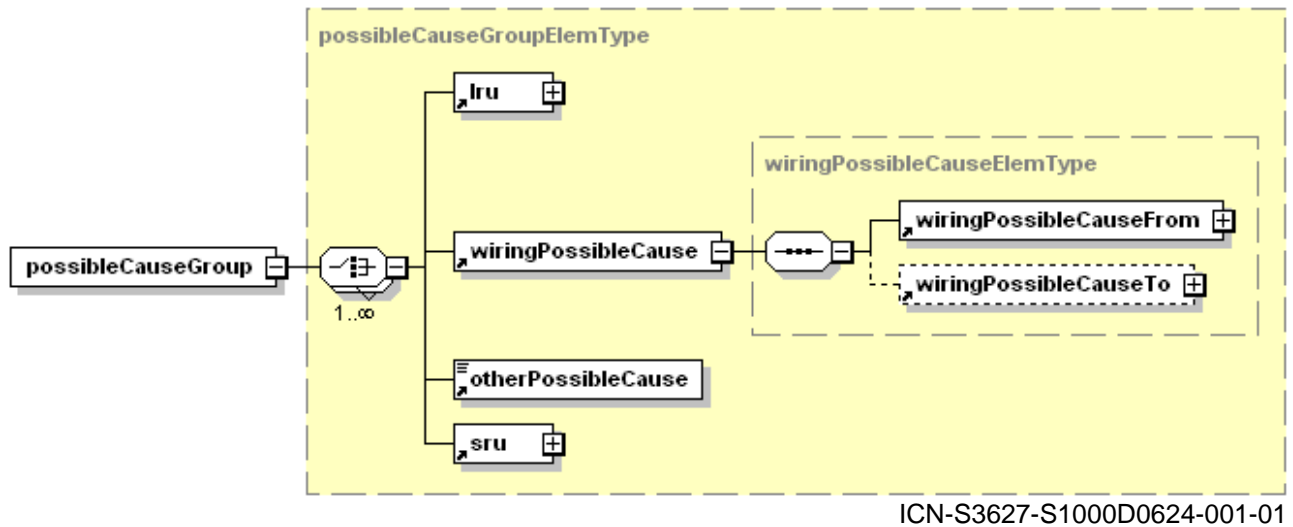 possibleCauseGroupElemType
lru
wiringPossibleCauseElemType
wiringPossibleCauseFrom
possibleCauseGroup
wiringPossibleCause
wiringPossibleCauseTo
1..∞
otherPossibleCause
sru
ICN-S3627-S1000D0624-001-01